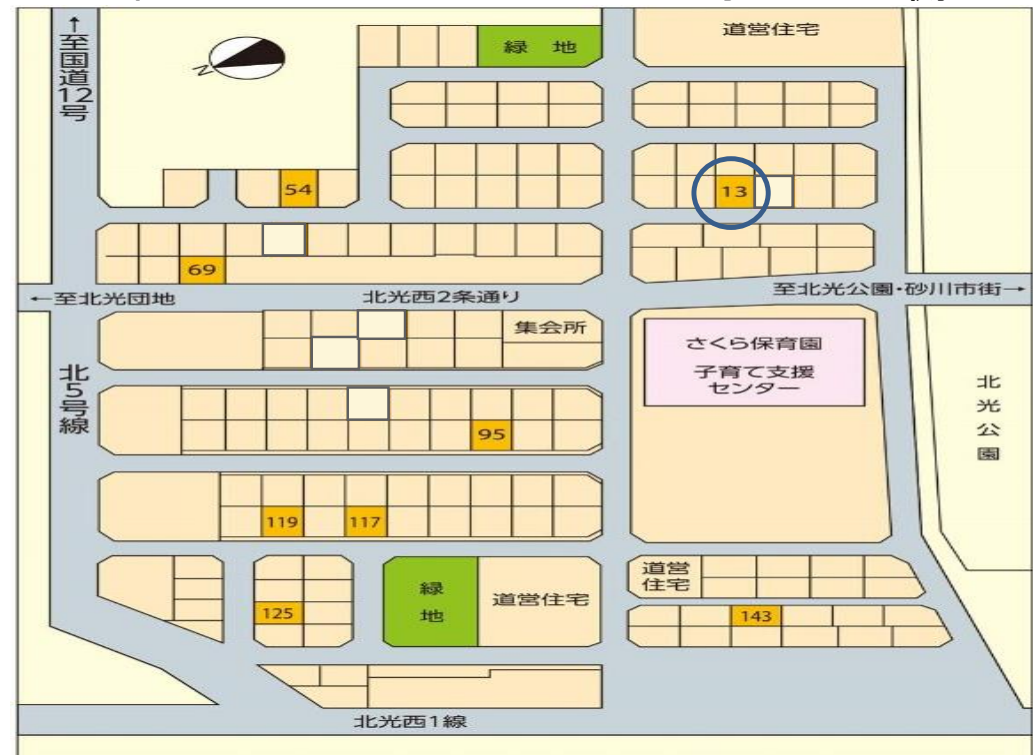 ↑至国道12号
緑 地
道営住宅
N
54
13
69
←至北光団地
北光西2条通り
至北光公園・砂川市街→
集会所
さくら保育園
子育て支援
センター
北5号線
北光公園
95
119
117
125
緑
地
道営住宅
道営
住宅
143
北光西1線